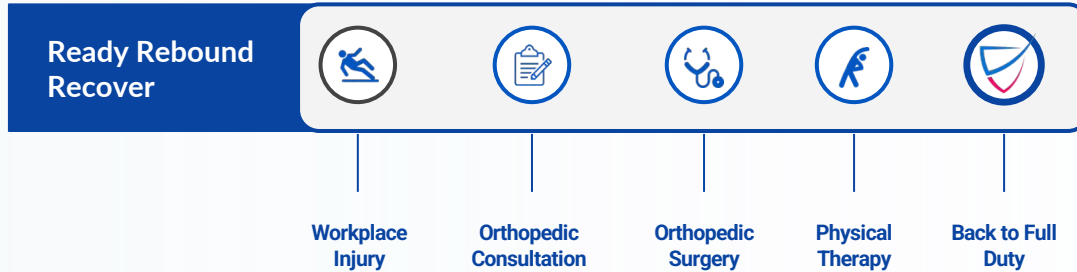 Ready Rebound
Recover
Workplace
Injury
Orthopedic
Consultation
Orthopedic
Surgery
Physical
Therapy
Back to Full
Duty